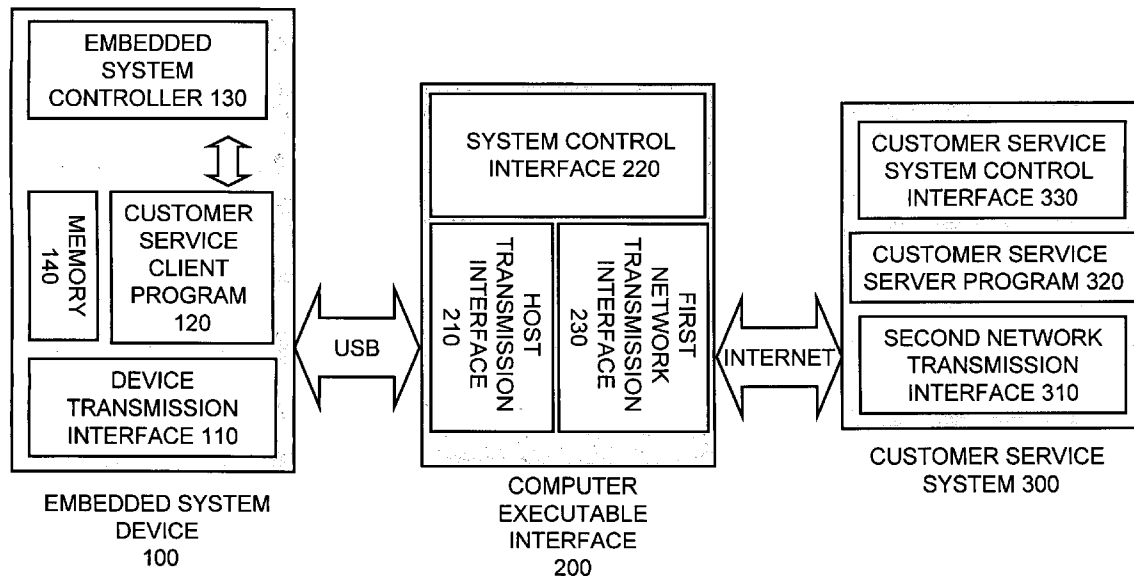 EMBEDDED
SYSTEM
CONTROLLER 130
MEMORY
140
CUSTOMER
SERVICE
CLIENT
PROGRAM
120
DEVICE
TRANSMISSION
INTERFACE 110
EMBEDDED SYSTEM
DEVICE
100
USB
SYSTEM CONTROL
INTERFACE 220
HOST
TRANSMISSION
INTERFACE
210
FIRST
NETWORK
TRANSMISSION
INTERFACE
230
COMPUTER
EXECUTABLE
INTERFACE
200
INTERNET
CUSTOMER SERVICE
SYSTEM CONTROL
INTERFACE 330
CUSTOMER SERVICE
SERVER PROGRAM 320
SECOND NETWORK
TRANSMISSION
INTERFACE 310
CUSTOMER SERVICE
SYSTEM 300